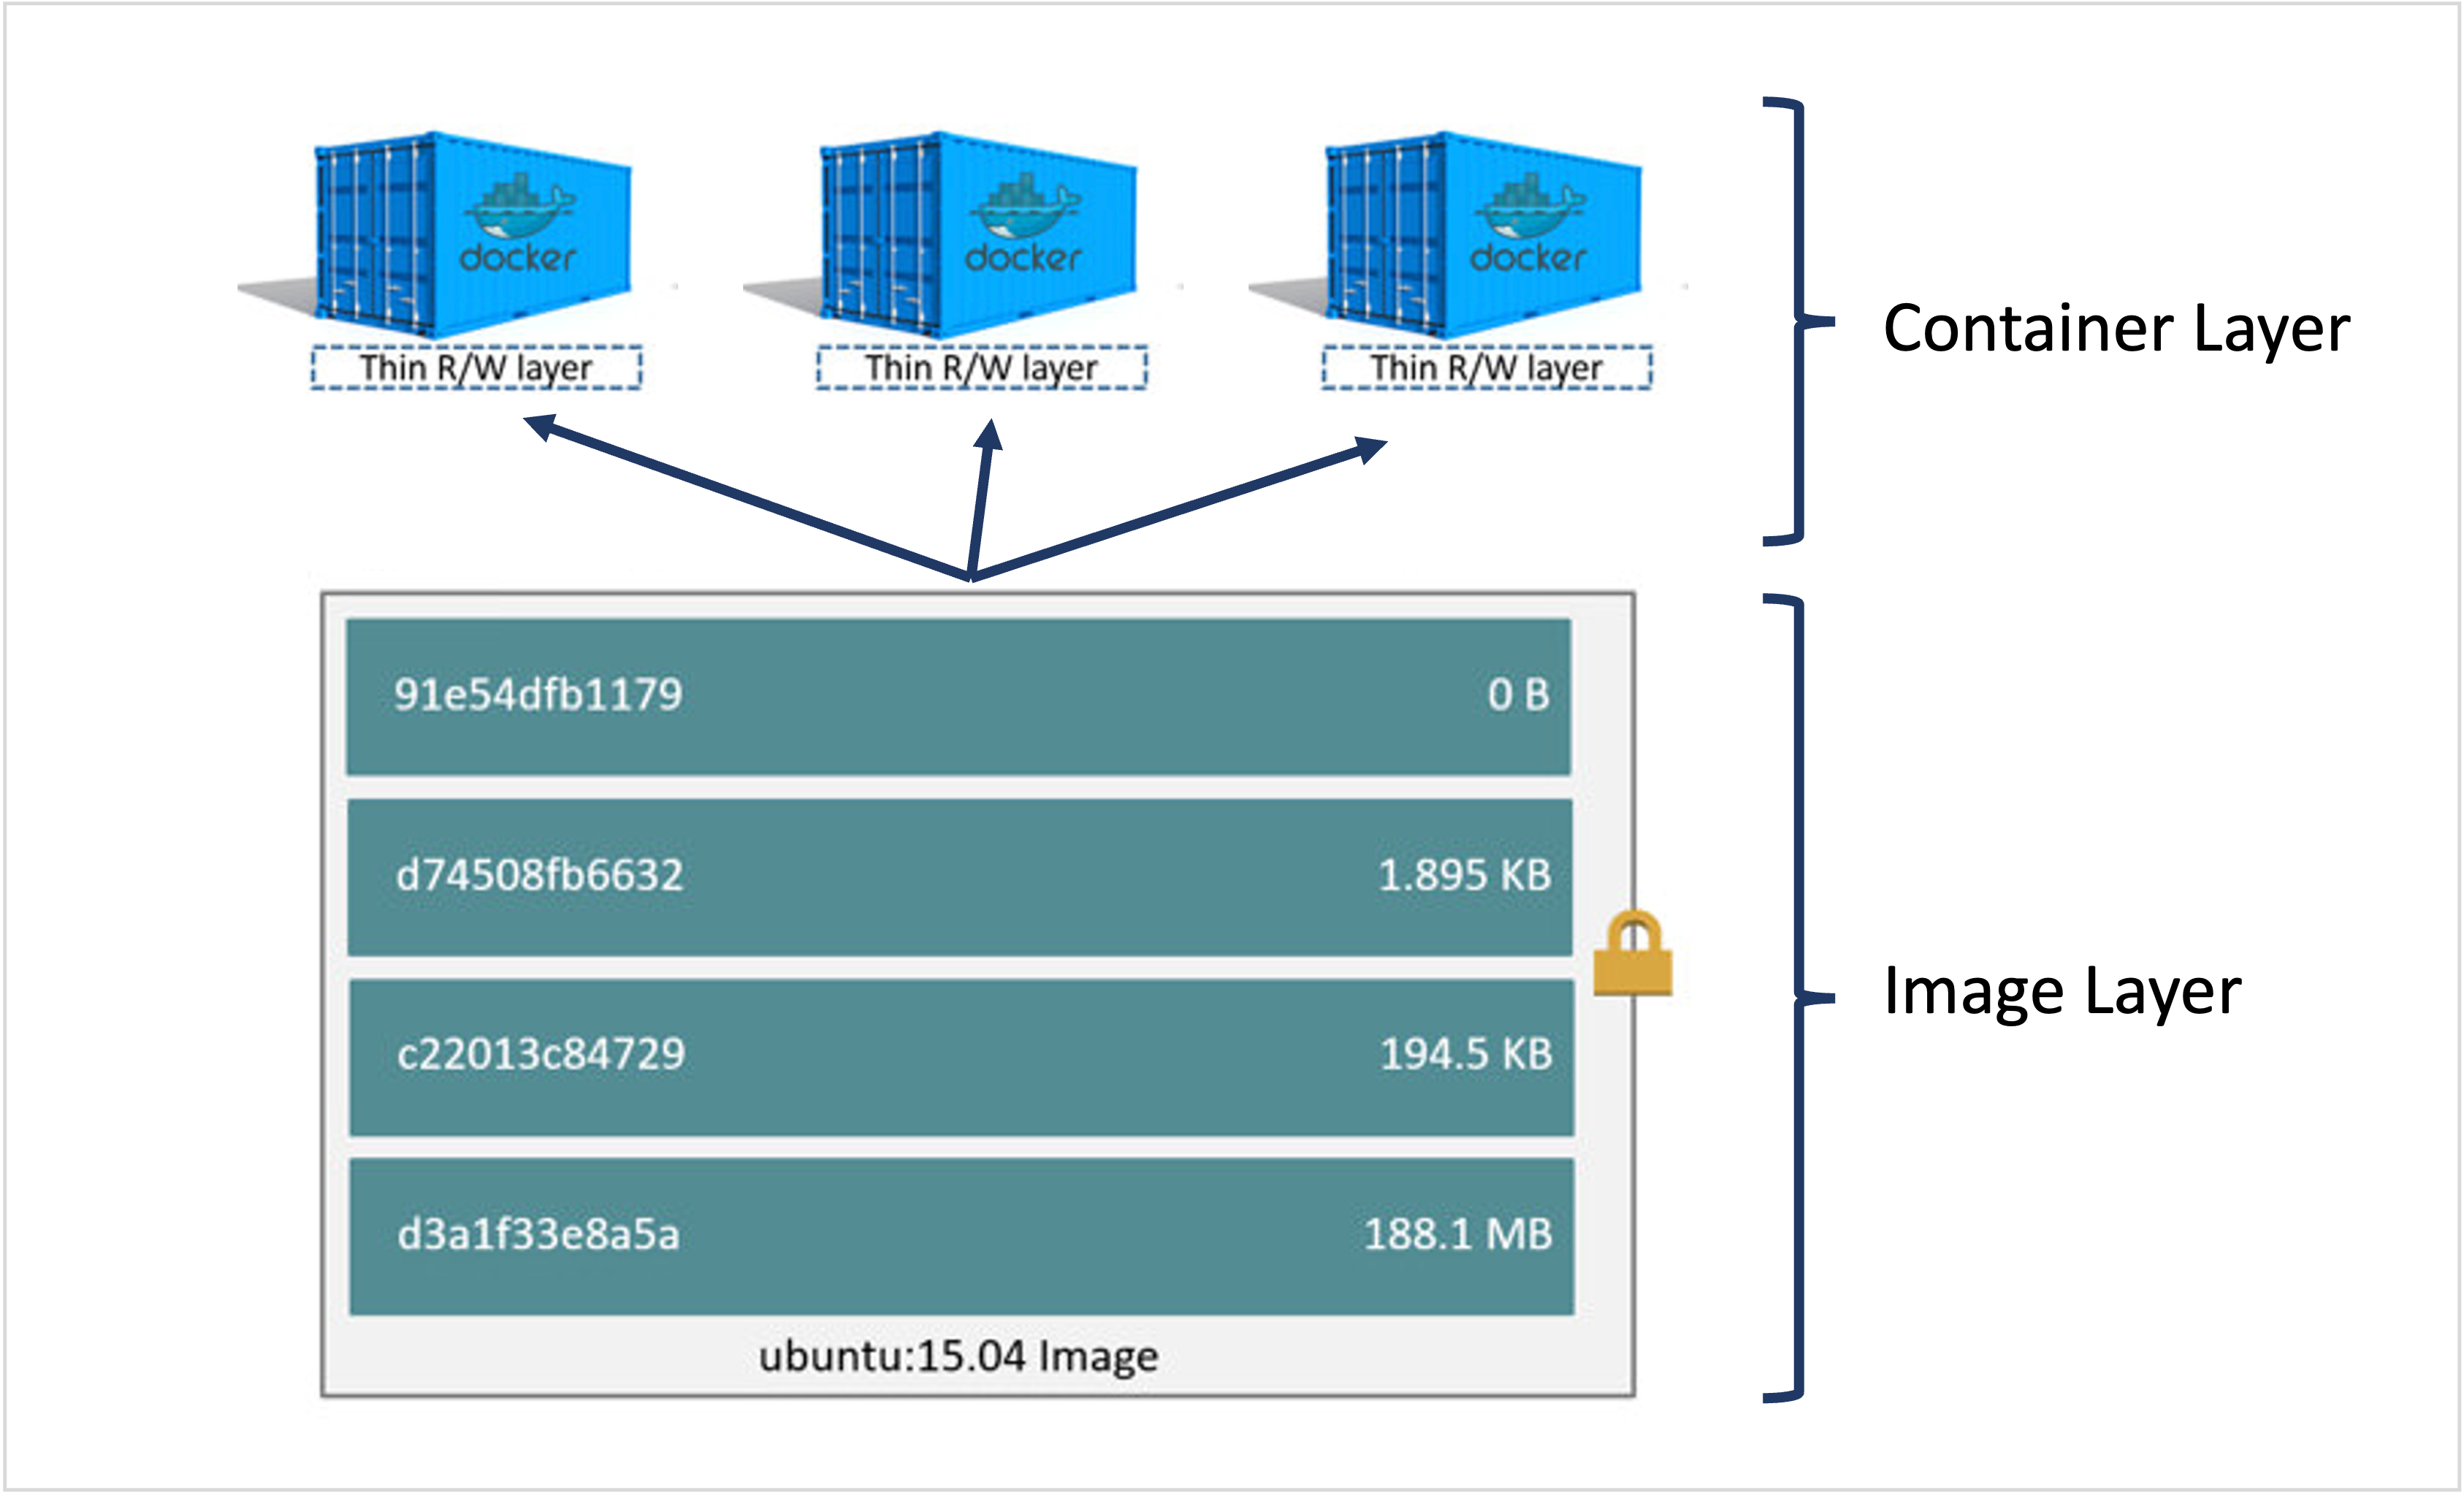 docker
docker
docker
Thin R/W layer
Thin R/W layer
Thin R/W layer
Container Layer
91e54dfb1179
0 B
d74508fb6632
1.895 KB
c22013c84729
194.5 KB
Image Layer
d3a1f33e8a5a
188.1 MB
ubuntu:15.04 Image